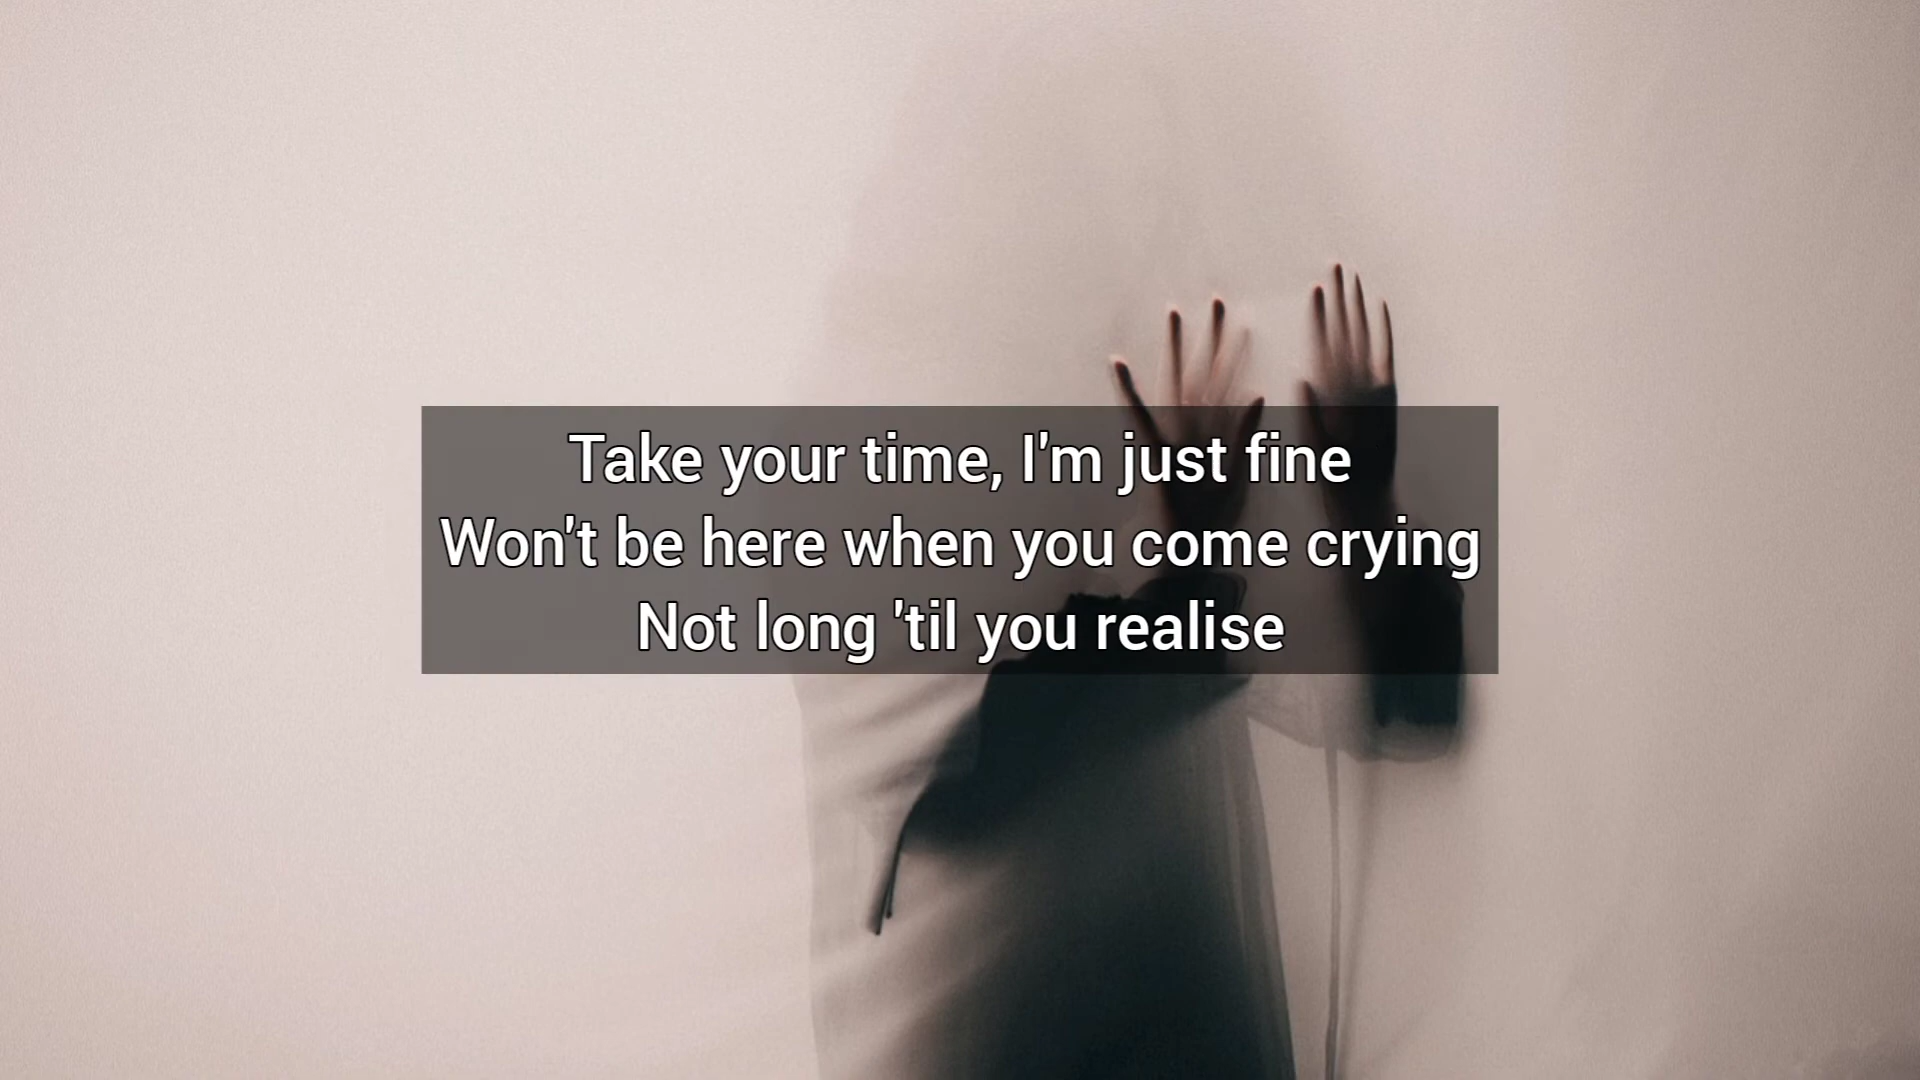 Take your time, I'm just fine
Won't be here when you come crying
Not long 'til you realise